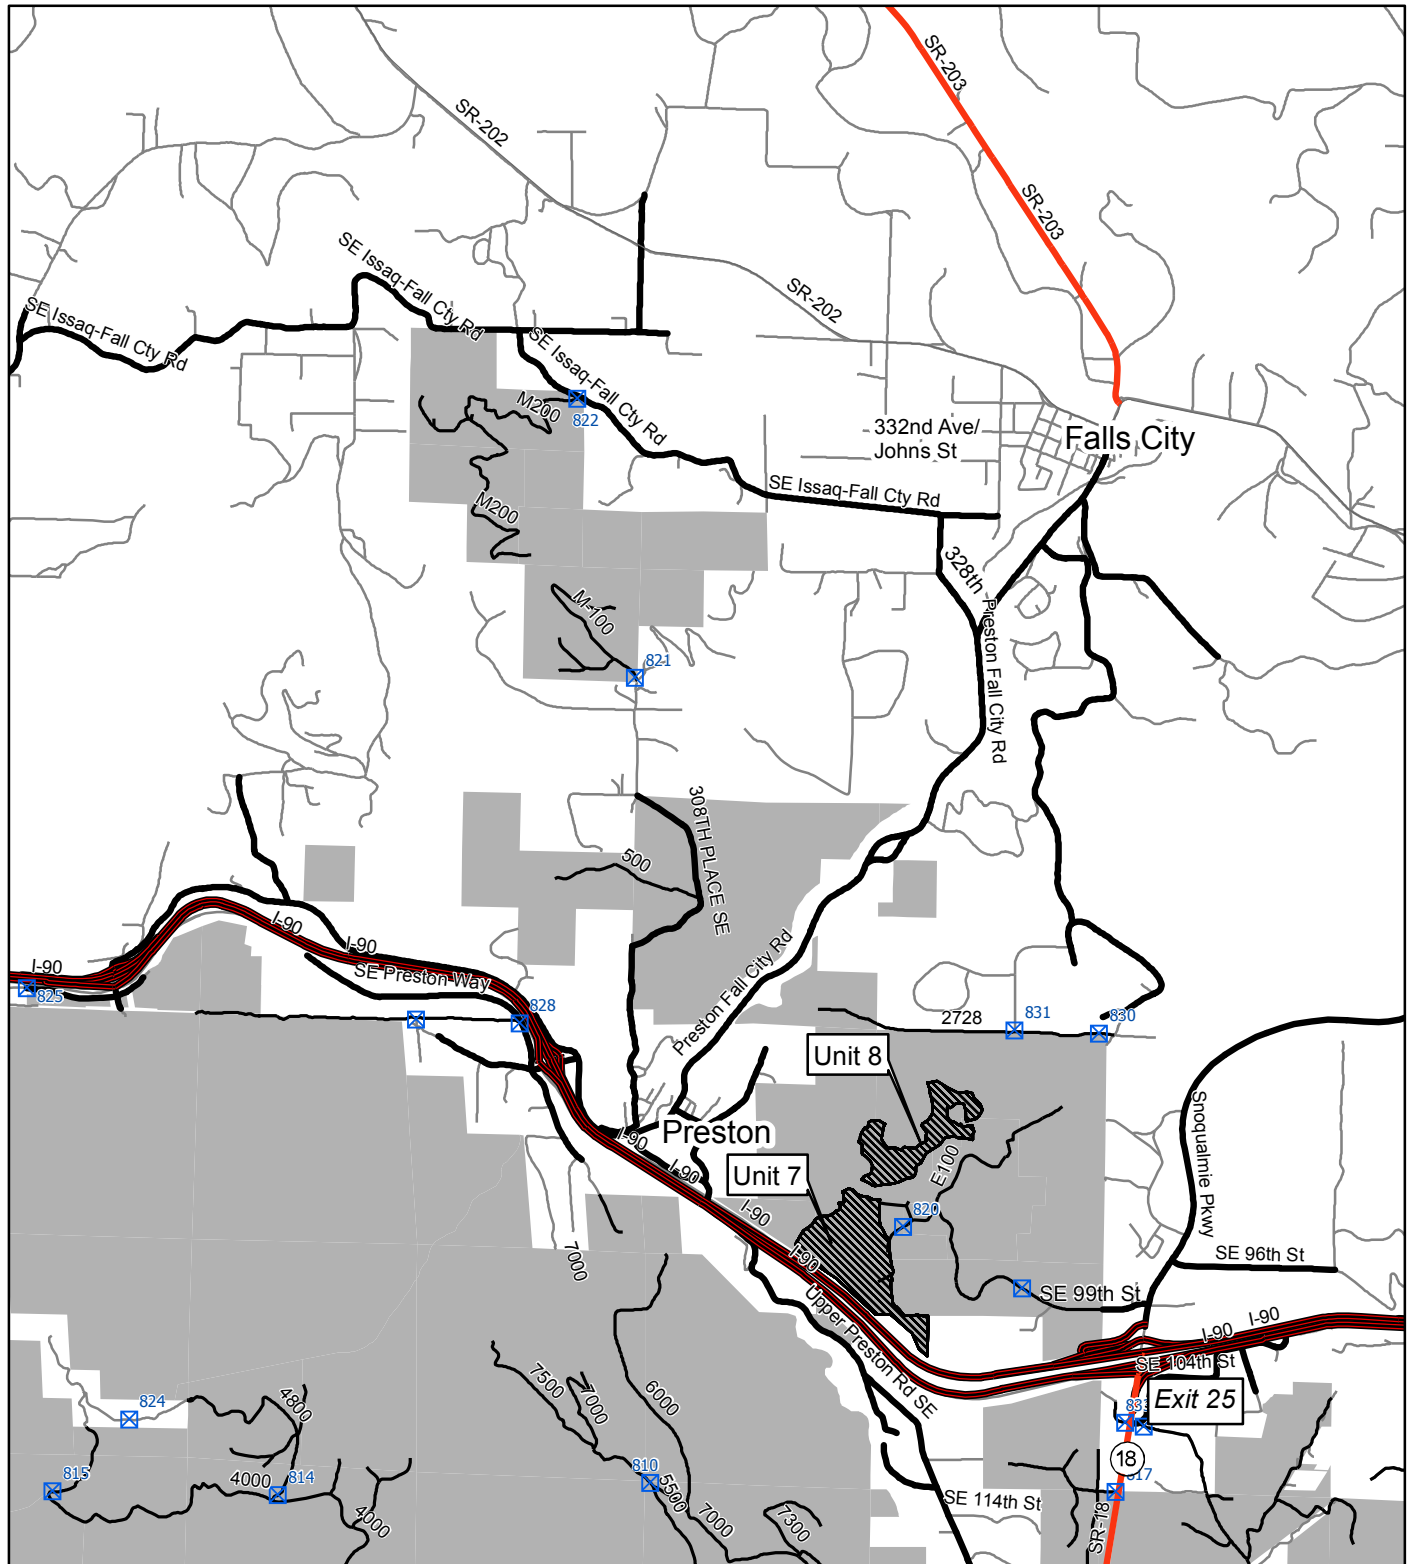 SR-203
SR-202
SR-203
SE Issaq-Fall Cty Rd
SR-202
SE Issaq-Fall Cty Rd
SE Issaq-Fall Cty Rd
M200
822
332nd Ave/
Johns St
Falls City
SE Issaq-Fall Cty Rd
M200
328th
M-100
Preston Fall City Rd
821
308TH PLACE SE
500
I-90
I-90
I-90
SE Preston Way
Preston Fall City Rd
825
828
2728
831
830
Unit 8
Snoqualmie Pkwy
Preston
I-90
I-90
E100
Unit 7
I-90
820
7000
I-90
SE 96th St
SE 99th St
Upper Preston Rd SE
I-90
I-90
SE 104th St
7500
7000
6000
4800
824
Exit 25
18
815
4000
814
810
5500
4000
7000
7300
SE 114th St
SR-18